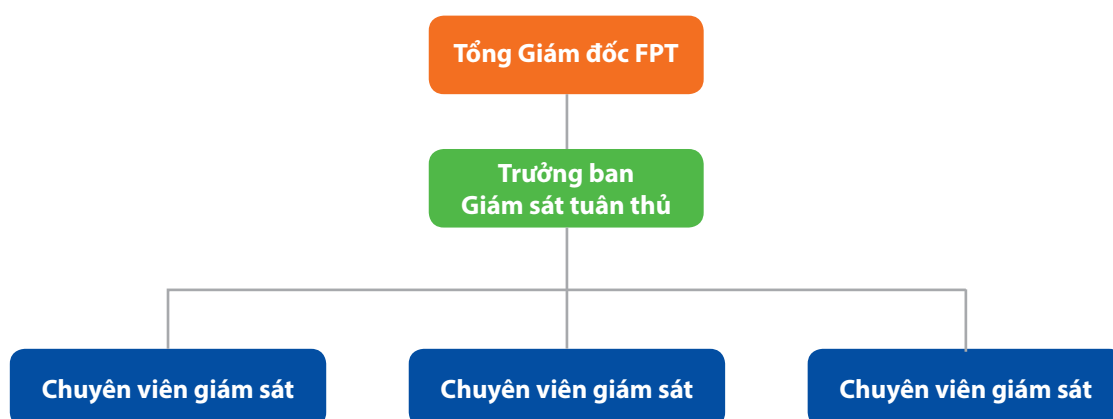 Tổng Giám đốc FPT
Trưởng ban
Giám sát tuân thủ
Chuyên viên giám sát
Chuyên viên giám sát
Chuyên viên giám sát